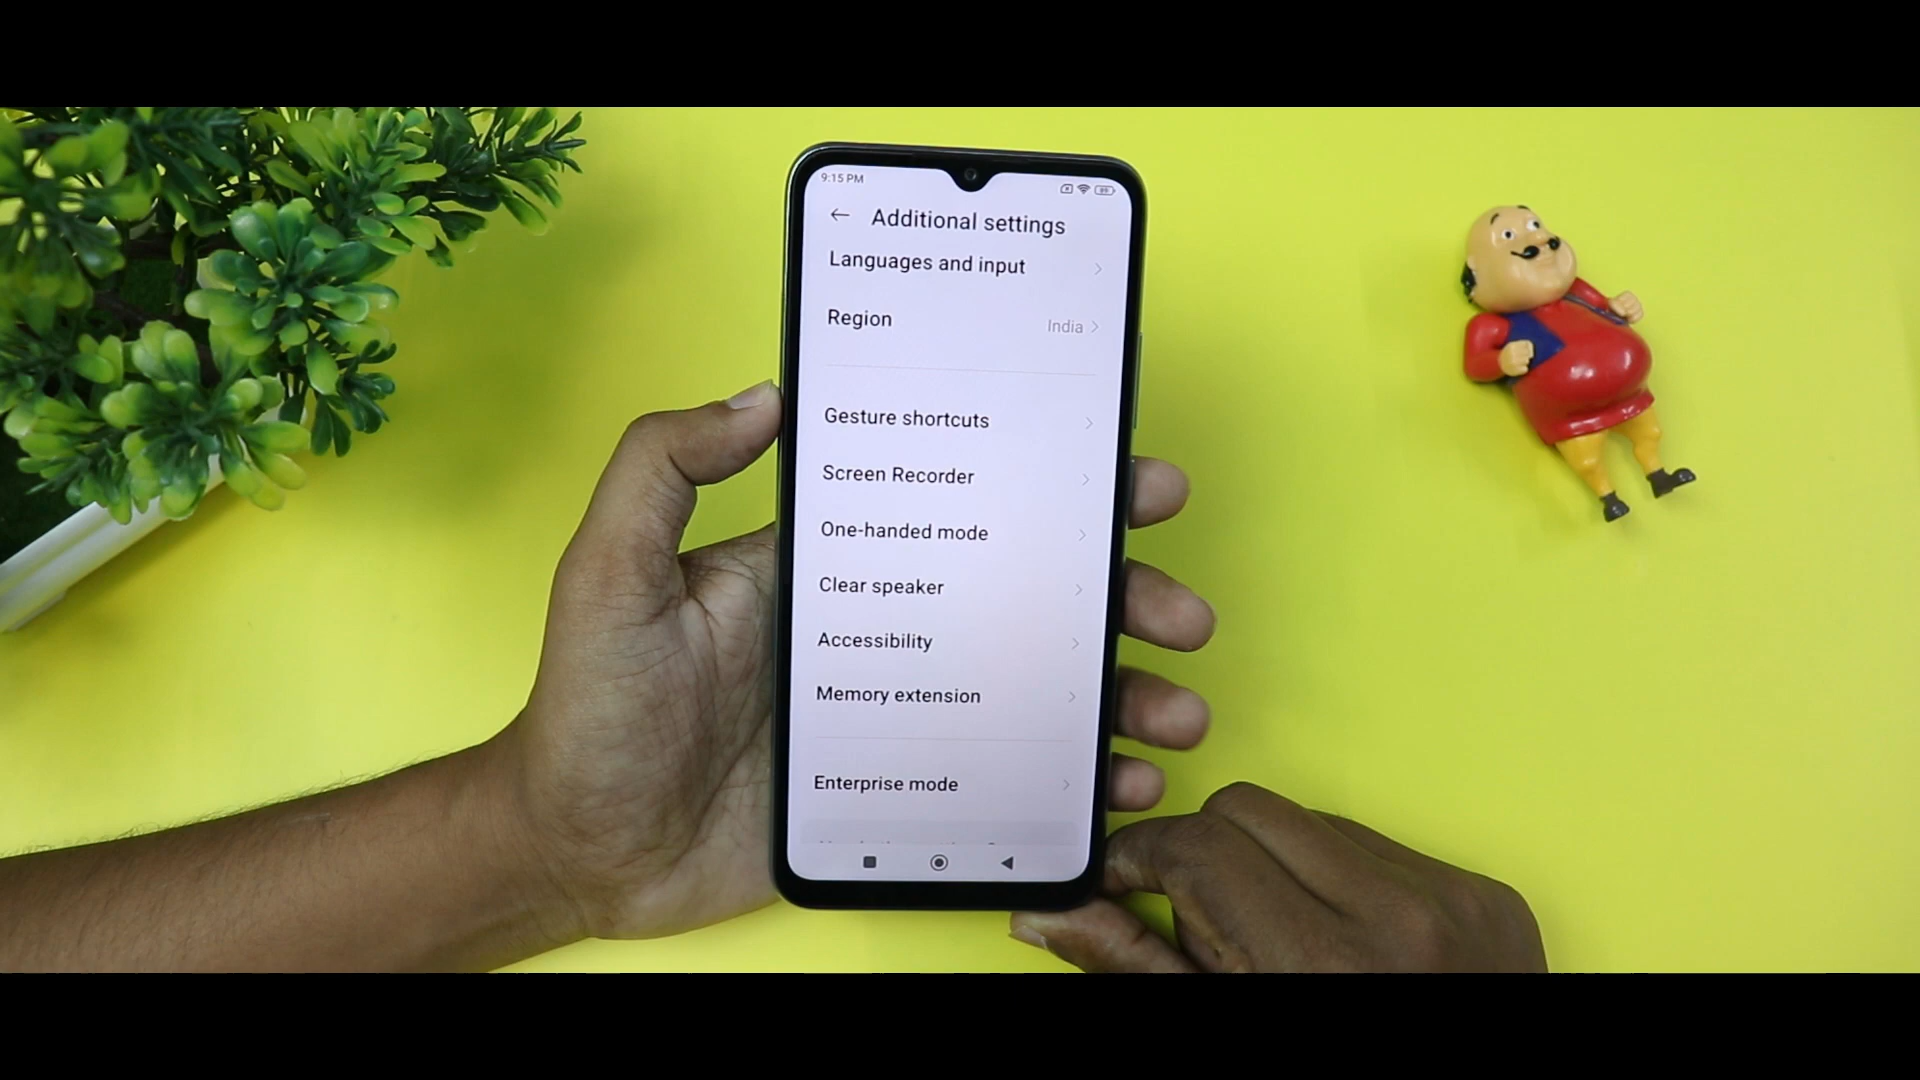 9:15 PM
Additional settings
Languages and input
Region
India
Gesture shortcuts
Screen Recorder
One-handed mode
Clear speaker
Accessibility
Memory extension
Enterprise mode